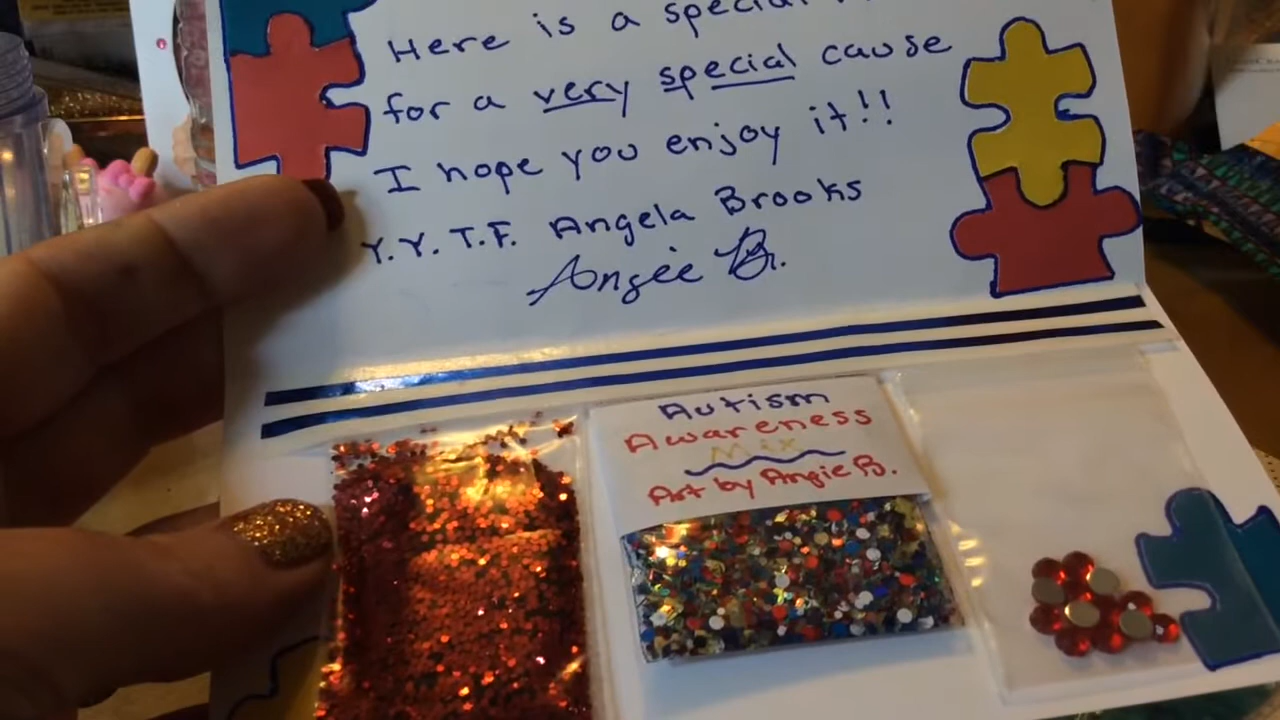 Here is a special
for a very special cause
I hope you enjoy it!!
Y.Y.T.F. Angela Brooks
Angie B.
Autism
Awareness
Mix
Art by Angie B.